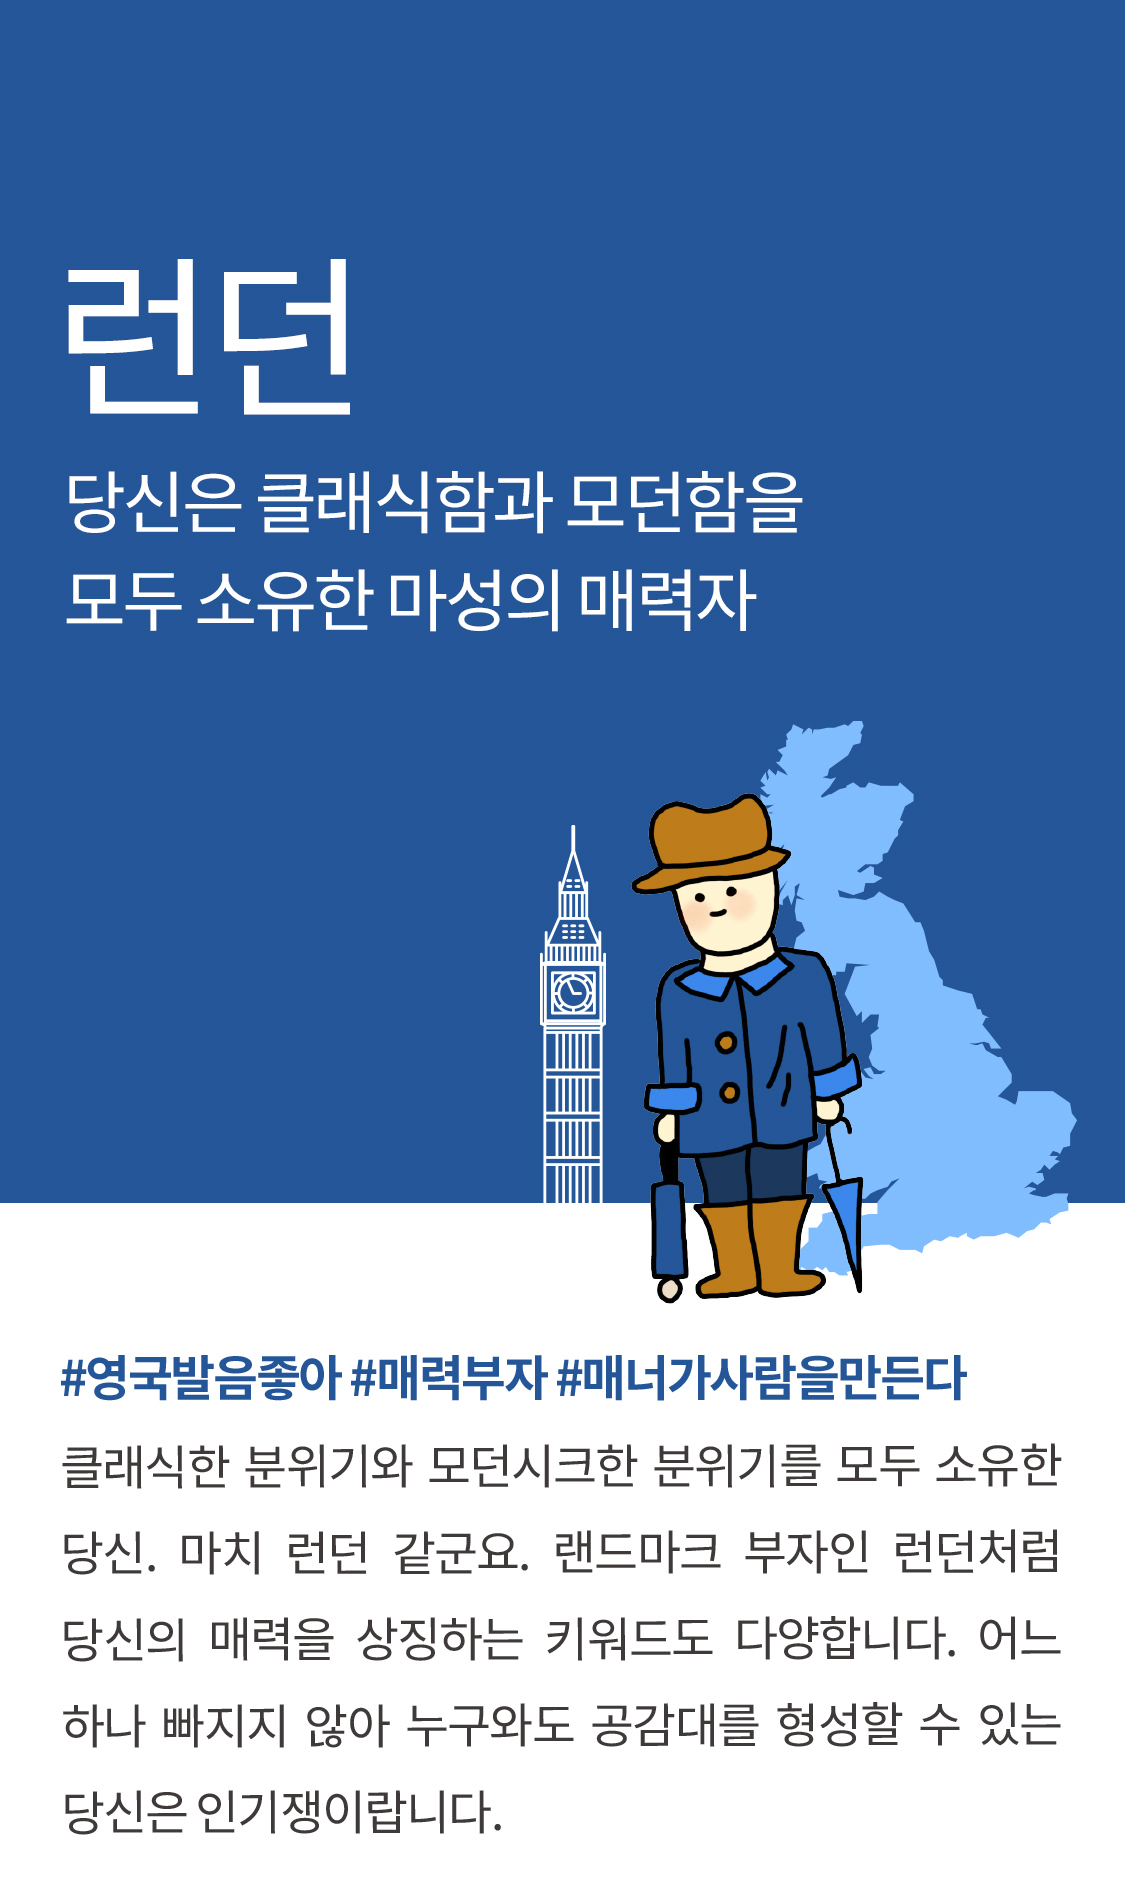 런던
당신은 클래식함과 모던함을
모두 소유한 마성의 매력자
#영국발음좋아 #매력부자 #매너가사람을만든다
클래식한 분위기와 모던시크한 분위기를 모두 소유한
당신. 마치 런던 같군요. 랜드마크 부자인 런던처럼
당신의 매력을 상징하는 키워드도 다양합니다. 어느
하나 빠지지 않아 누구와도 공감대를 형성할 수 있는
당신은 인기쟁이랍니다.